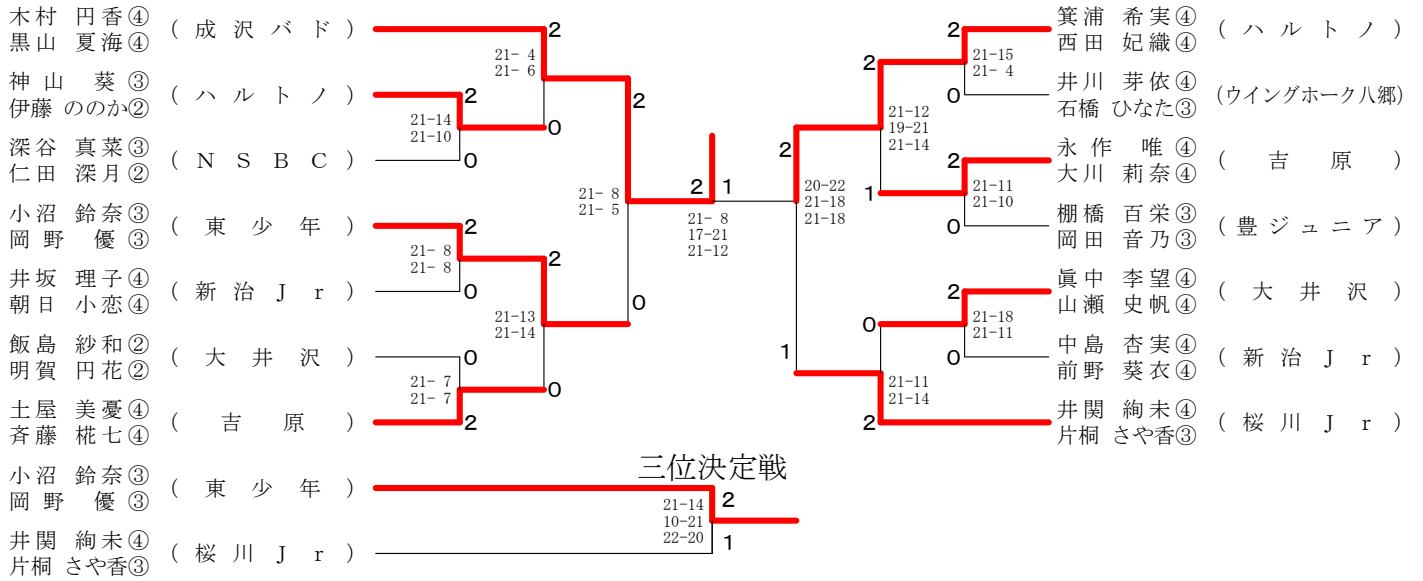 木村 円香④
黒山 夏海④
(成沢バド)
2
21- 4
21- 6
神山 葵③
伊藤 ののか②
(ハルトノ)
2
0
21-14
21-10
深谷 真菜③
仁田 深月②
(NSBC)
0
2
21- 8
21- 5
小沼 鈴奈③
岡野 優③
(東少年)
2
21- 8
21- 8
2
井坂 理子④
朝日 小恋④
(新治Jr)
0
0
21-13
21-14
飯島 紗和②
明賀 円花②
(大井沢)
0
21- 7
21- 7
0
土屋 美憂④
斉藤 椛七④
(吉原)
2
2 1
21- 8
17-21
21-12
箕浦 希実④
西田 妃織④
(ハルトノ)
2
21-15
21- 4
2
井川 芽依④
石橋 ひなた③
(ウイングホーク八郷)
0
21-12
19-21
21-14
2
永作 唯④
大川 莉奈④
(吉原)
2
21-11
21-10
1
棚橋 百栄③
岡田 音乃③
(豊ジュニア)
0
20-22
21-18
21-18
眞中 李望④
山瀬 史帆④
(大井沢)
2
21-18
21-11
0
中島 杏実④
前野 葵衣④
(新治Jr)
0
1
21-11
21-14
井関 絢未④
片桐 さや香③
(桜川Jr)
2
三位決定戦
小沼 鈴奈③
岡野 優③
(東少年)
2
21-14
10-21
22-20
井関 絢未④
片桐 さや香③
(桜川Jr)
1